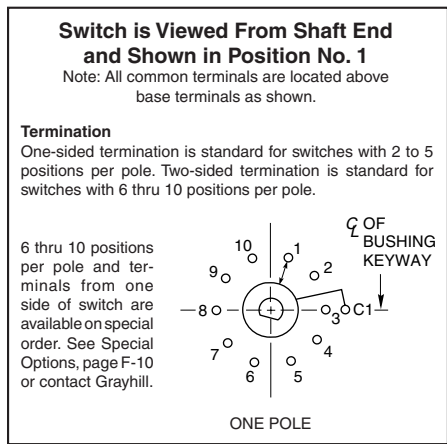 Switch is Viewed From Shaft End
and Shown in Position No. 1
Note: All common terminals are located above
base terminals as shown.
Termination
One-sided termination is standard for switches with 2 to 5
positions per pole. Two-sided termination is standard for
switches with 6 thru 10 positions per pole.
6 thru 10 positions
per pole and ter-
minals from one
side of switch are
available on special
order. See Special
Options, page F-10
or contact Grayhill.
℄ OF
BUSHING
KEYWAY
10 1
9 2
8 3 C1
7 4
6 5
ONE POLE